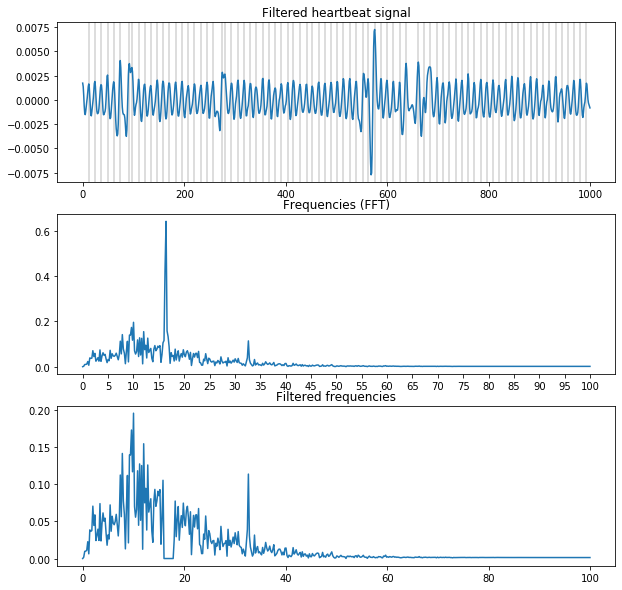 Filtered heartbeat signal
0.0075
0.0050
0.0025
0.0000
−0.0025
−0.0050
−0.0075
0 200 400 600 800 1000
Frequencies (FFT)
0.6
0.4
0.2
0.0
0 5 10 15 20 25 30 35 40 45 50 55 60 65 70 75 80 85 90 95 100
Filtered frequencies
0.20
0.15
0.10
0.05
0.00
0 20 40 60 80 100